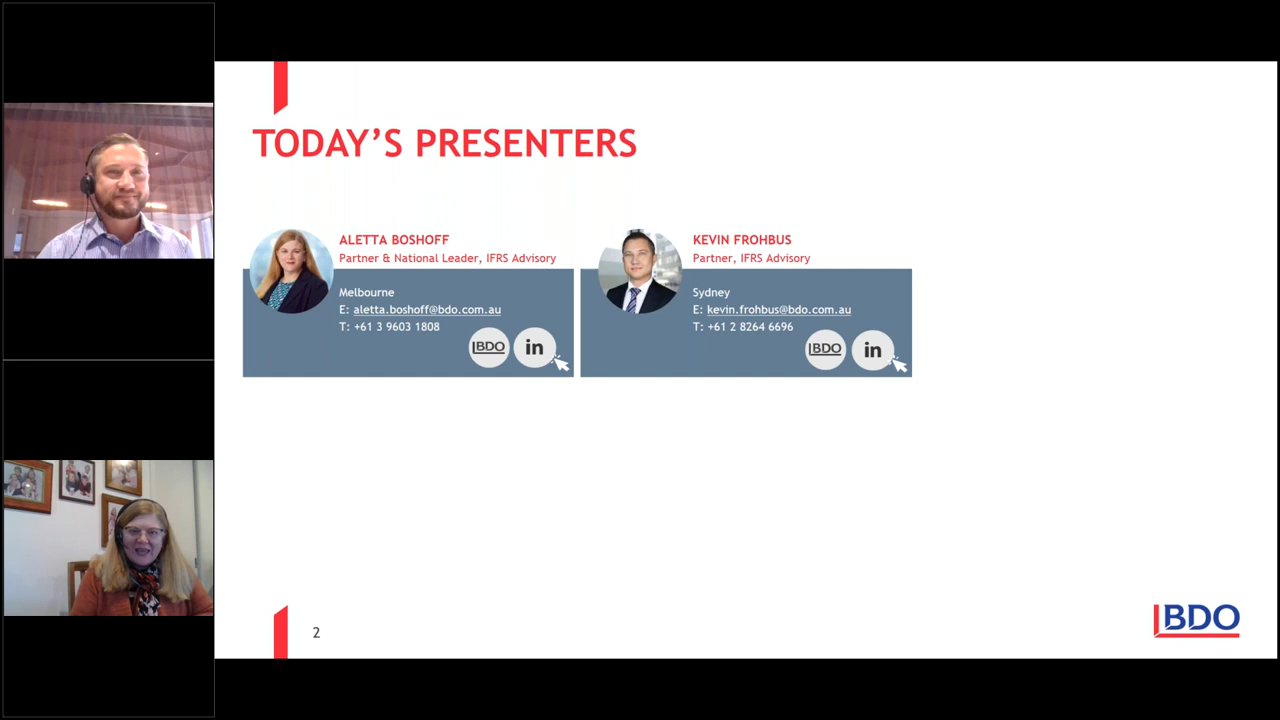 TODAY'S PRESENTERS
ALETTA BOSHOFF
Partner & National Leader, IFRS Advisory
Melbourne
E: aletta.boshoff@bdo.com.au
T: +61 3 9603 1808
BDO
in
KEVIN FROHBUS
Partner, IFRS Advisory
Sydney
E: kevin.frohbus@bdo.com.au
T: +61 2 8264 6696
BDO
in
2
BDO